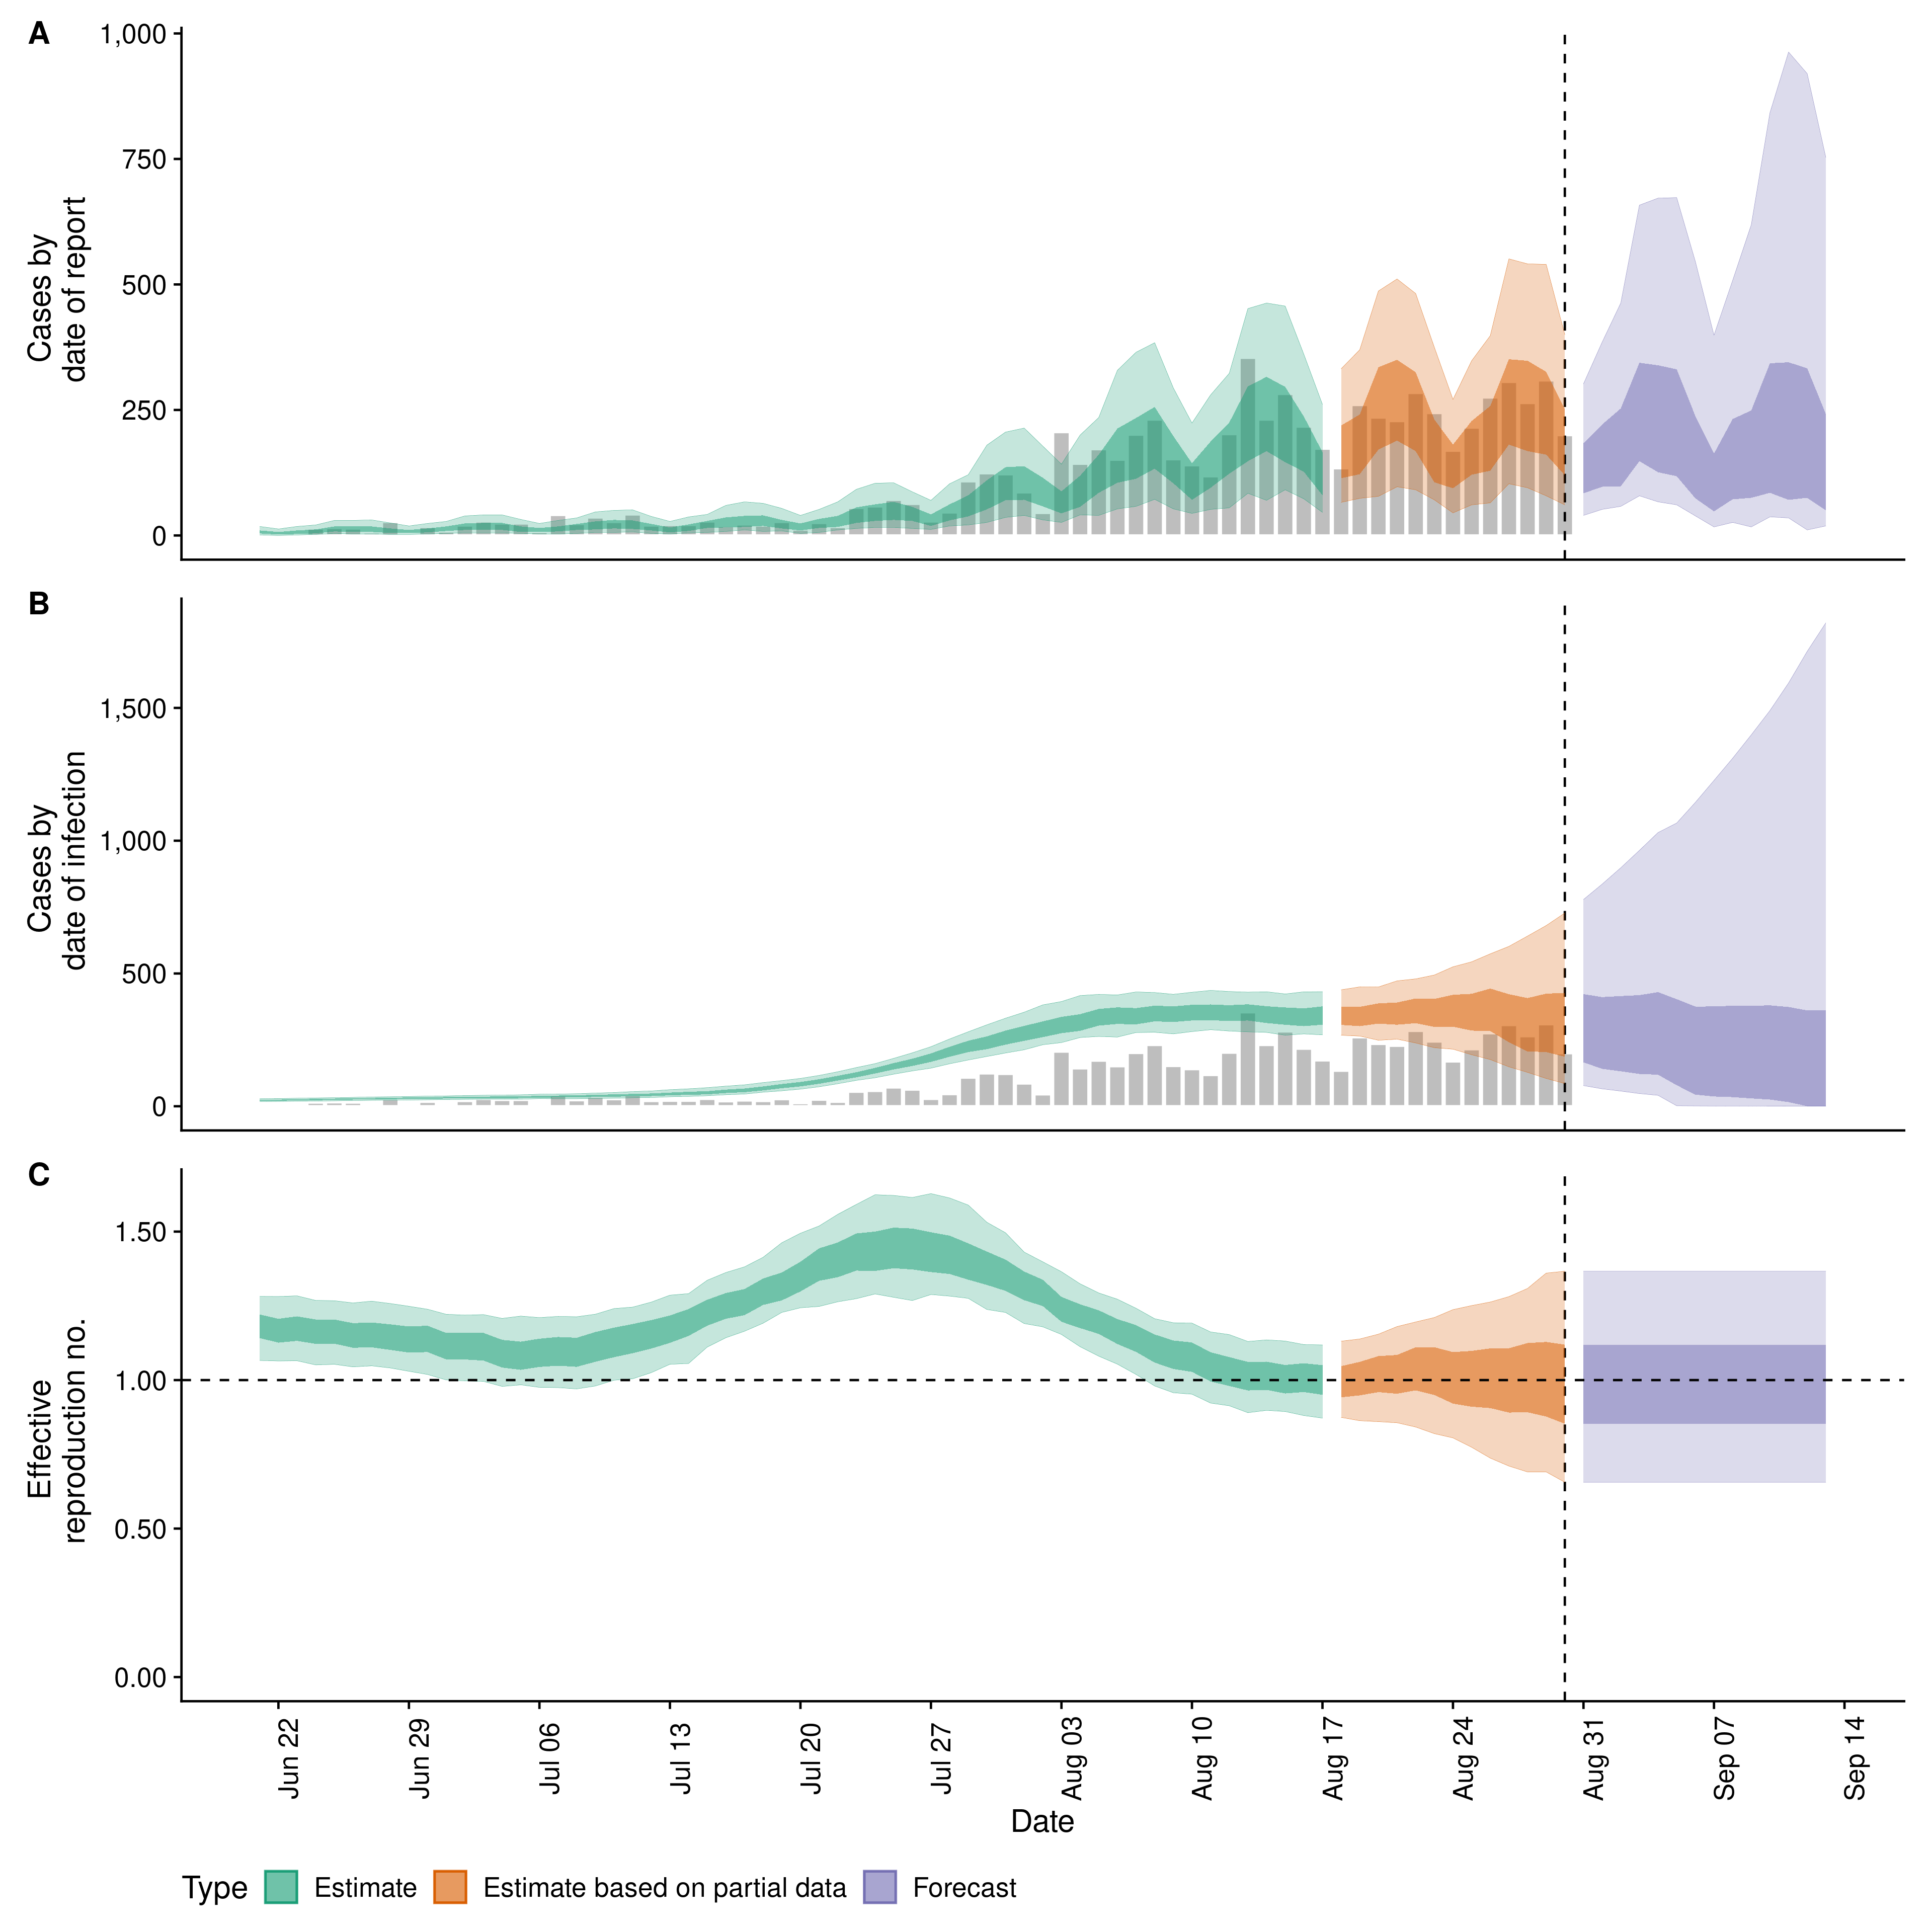 A
1,000
750
500
250
0
Cases by
date of report
B
1,500
1,000
500
0
Cases by
date of infection
C
1.50
1.00
0.50
0.00
Effective
reproduction no.
Jun 22
Jun 29
Jul 06
Jul 13
Jul 20
Jul 27
Aug 03
Aug 10
Aug 17
Aug 24
Aug 31
Sep 07
Sep 14
Date
Type Estimate Estimate based on partial data Forecast